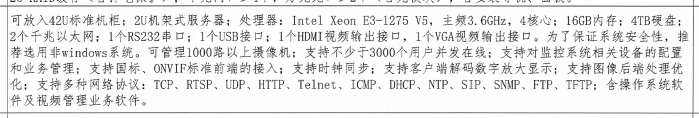 可放入42U标准机柜；2U机架式服务器；处理器：Intel Xeon E3-1275 V5，主频3.6GHz，4核心；16GB内存；4TB硬盘；
2个千兆以太网；1个RS232串口；1个USB接口；1个HDMI视频输出接口，1个VGA视频输出接口。为了保证系统安全性，推
荐选用非windows系统。可管理1000路以上摄像机；支持不少于3000个用户并发在线；支持对监控系统相关设备的配置
和业务管理；支持国标、ONVIF标准前端的接入；支持时钟同步；支持客户端解码数字放大显示；支持图像后端处理优
化；支持多种网络协议：TCP、RTSP、UDP、HTTP、Telnet、ICMP、DHCP、NTP、SIP、SNMP、FTP、TFTP；含操作系统软
件及视频管理业务软件。